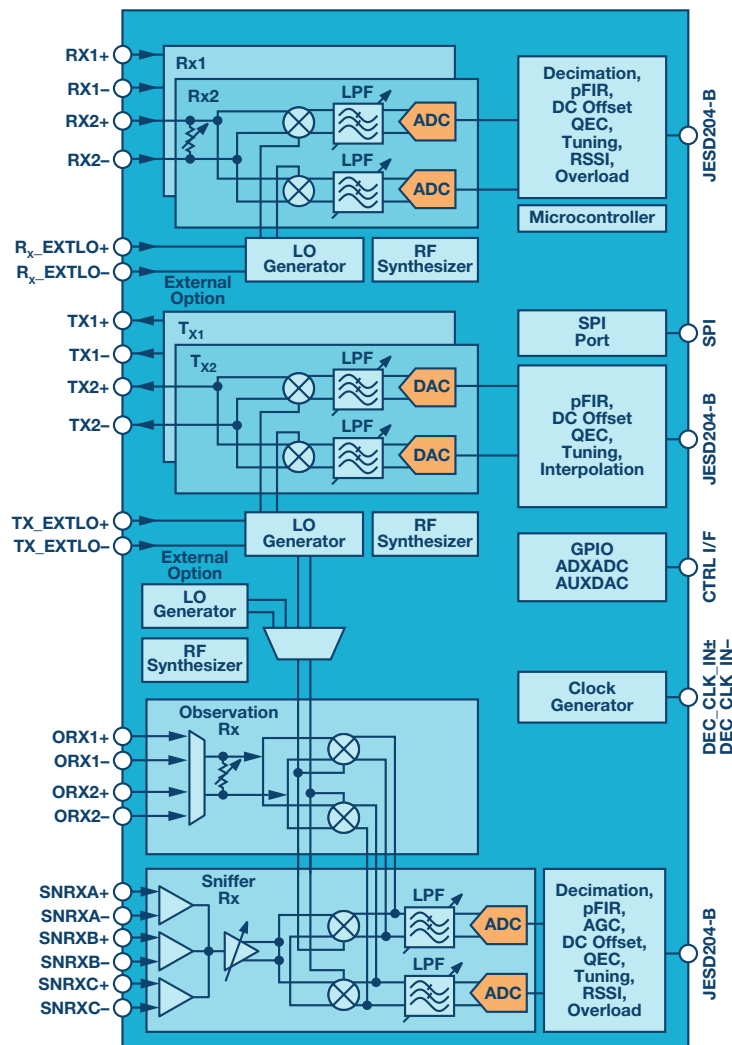 RX1+
RX1–
RX2+
RX2–
Rx1
Rx2
LPF
ADC
LPF
ADC
Decimation,
pFIR,
DC Offset
QEC,
Tuning,
RSSI,
Overload
JESD204-B
Microcontroller
Rx_EXTLO+
Rx_EXTLO–
LO
Generator
RF
Synthesizer
External
Option
TX1+
TX1–
TX2+
TX2–
TX1
TX2
LPF
DAC
LPF
DAC
SPI
Port
SPI
pFIR,
DC Offset
QEC,
Tuning,
Interpolation
JESD204-B
TX_EXTLO+
TX_EXTLO–
LO
Generator
RF
Synthesizer
External
Option
GPIO
ADXADC
AUXDAC
CTRL I/F
LO
Generator
RF
Synthesizer
Clock
Generator
DEC_CLK_IN±
DEC_CLK_IN–
ORX1+
ORX1–
ORX2+
ORX2–
Observation
Rx
SNRXA+
SNRXA–
SNRXB+
SNRXB–
SNRXC+
SNRXC–
Sniffer
Rx
LPF
ADC
LPF
ADC
Decimation,
pFIR,
AGC,
DC Offset,
QEC,
Tuning,
RSSI,
Overload
JESD204-B